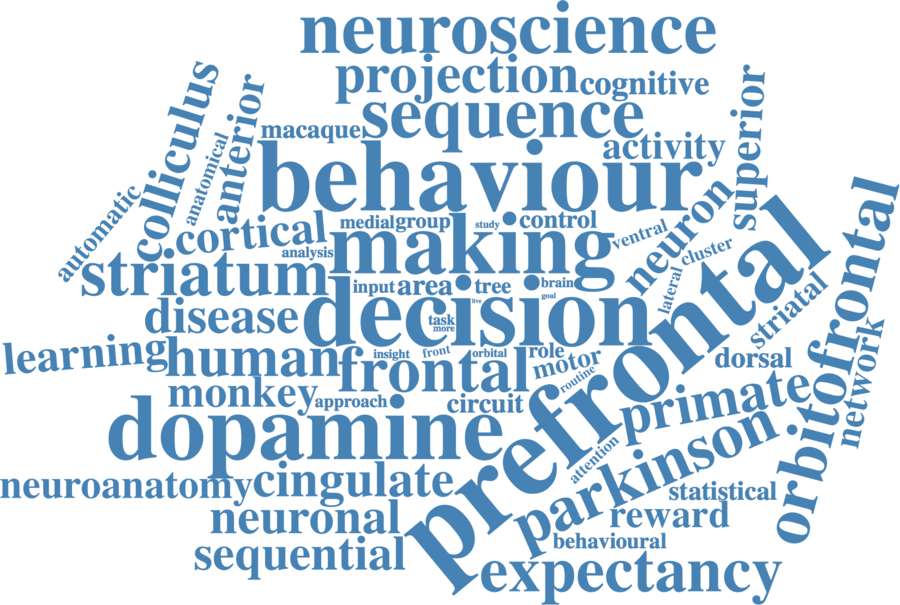 neuroscience
projection
cognitive
sequence
macaque
activity
superior
colliculus
anatomical
anterior
automatic
behaviour
neuron
medial
group
study
control
ventral
cortical
making
analysis
cluster
lateral
striatum
input
area
tree
brain
goal
live
decision
task
more
disease
prefrontal
orbitofrontal
striatal
network
learning
human
frontal
insight
front
orbital
role
motor
routine
dorsal
monkey
approach
circuit
primate
dopamine
attention
parkinson
neuroanatomy
cingulate
statistical
neuronal
reward
behavioural
sequential
expectancy